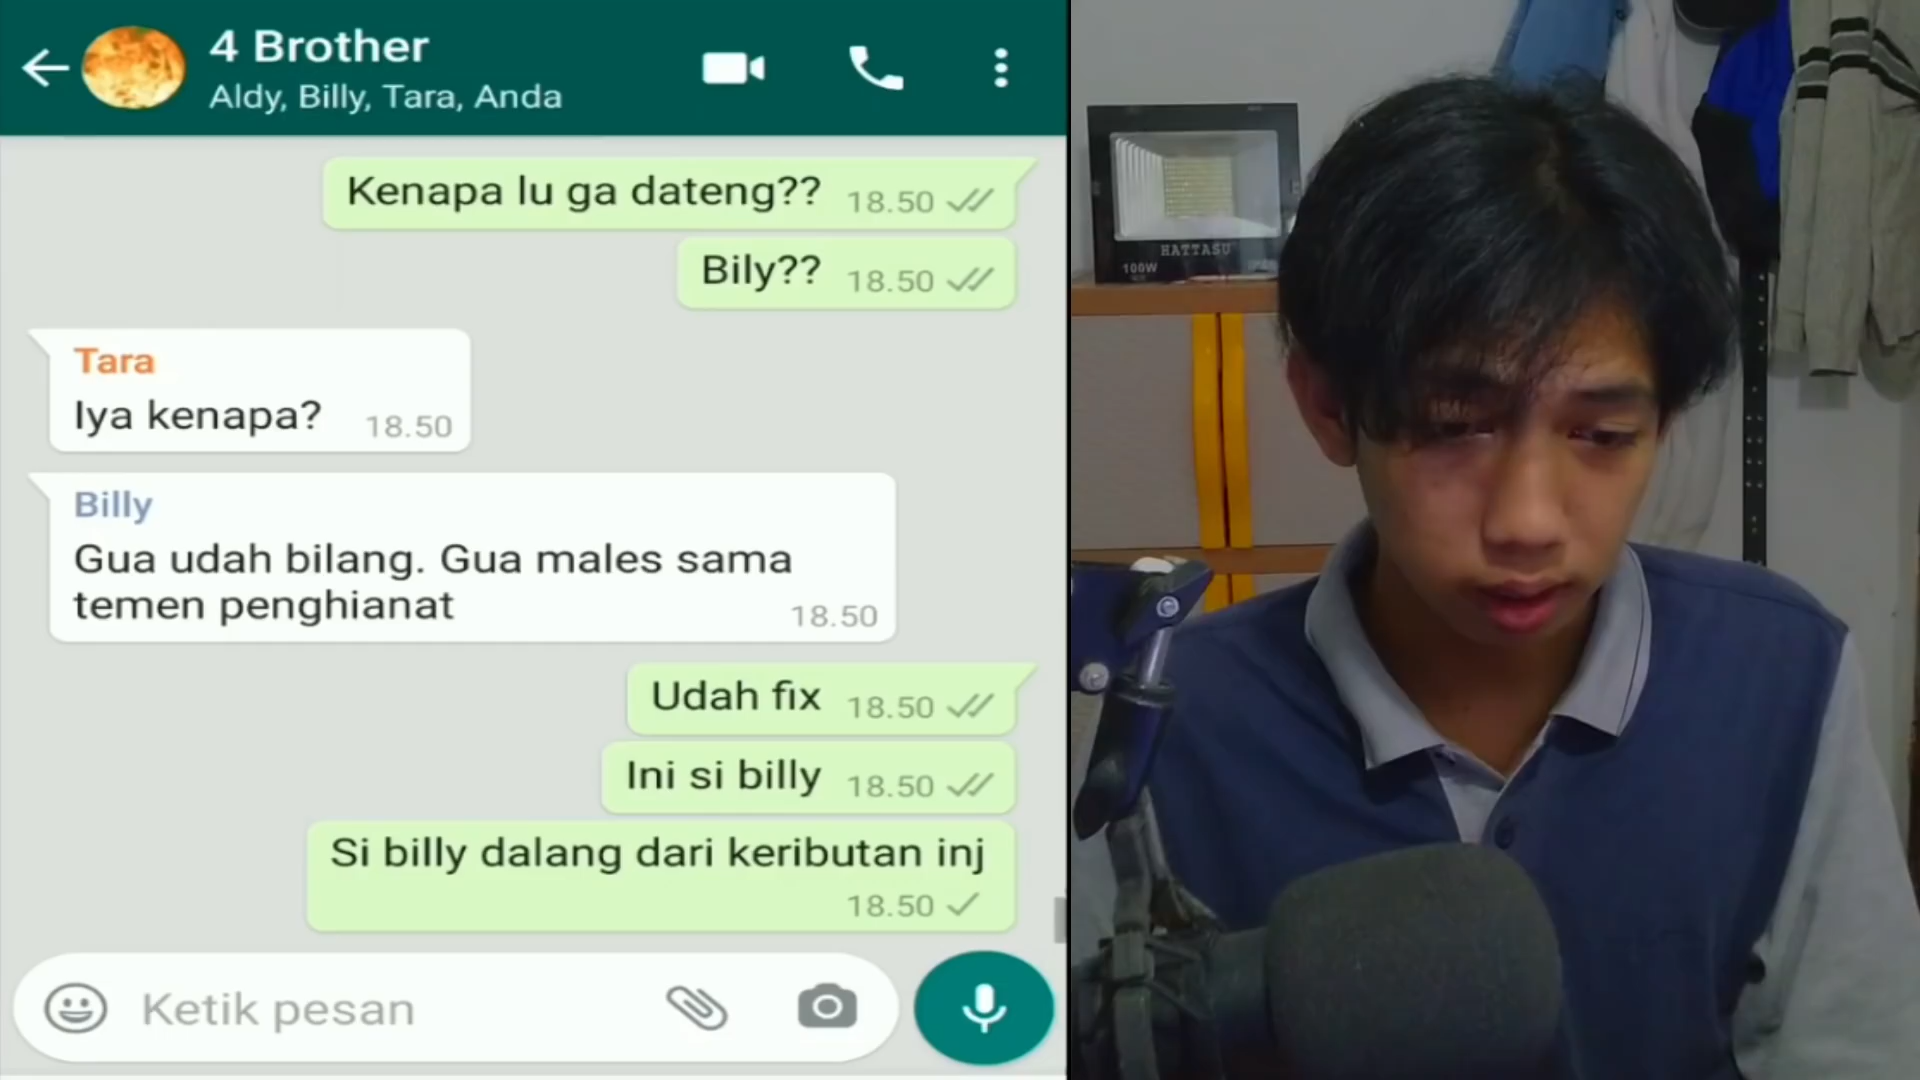 4 Brother
Aldy, Billy, Tara, Anda
Kenapa lu ga dateng?? 18.50
Bily?? 18.50
Tara
Iya kenapa? 18.50
Billy
Gua udah bilang. Gua males sama
temen penghianat 18.50
Udah fix 18.50
Ini si billy 18.50
Si billy dalang dari keributan inj
18.50
Ketik pesan
HATTASU
100W